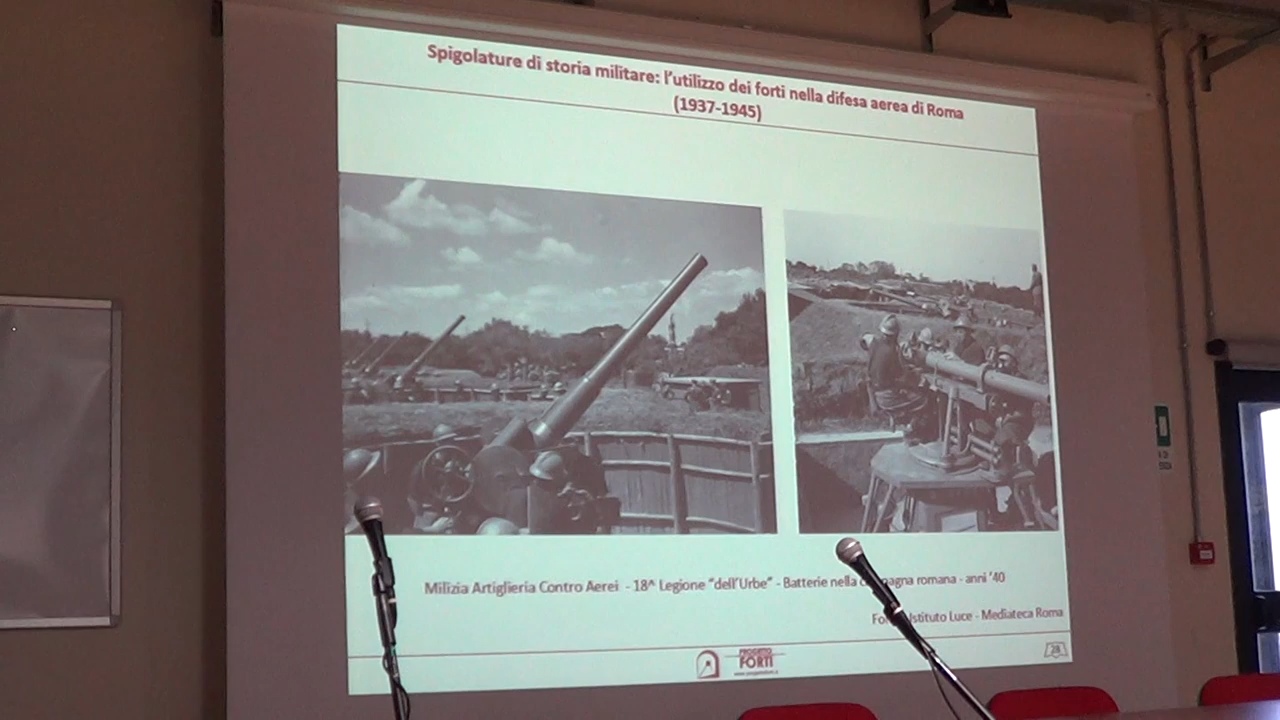 Spigolature di storia militare: l'utilizzo dei forti nella difesa aerea di Roma
(1937-1945)
Milizia Artiglieria Contro Aerei - 18^ Legione "dell'Urbe" - Batterie nella romana - anni '40
Istituto Luce - Mediateca Roma
PROGETTO
FORTI
28